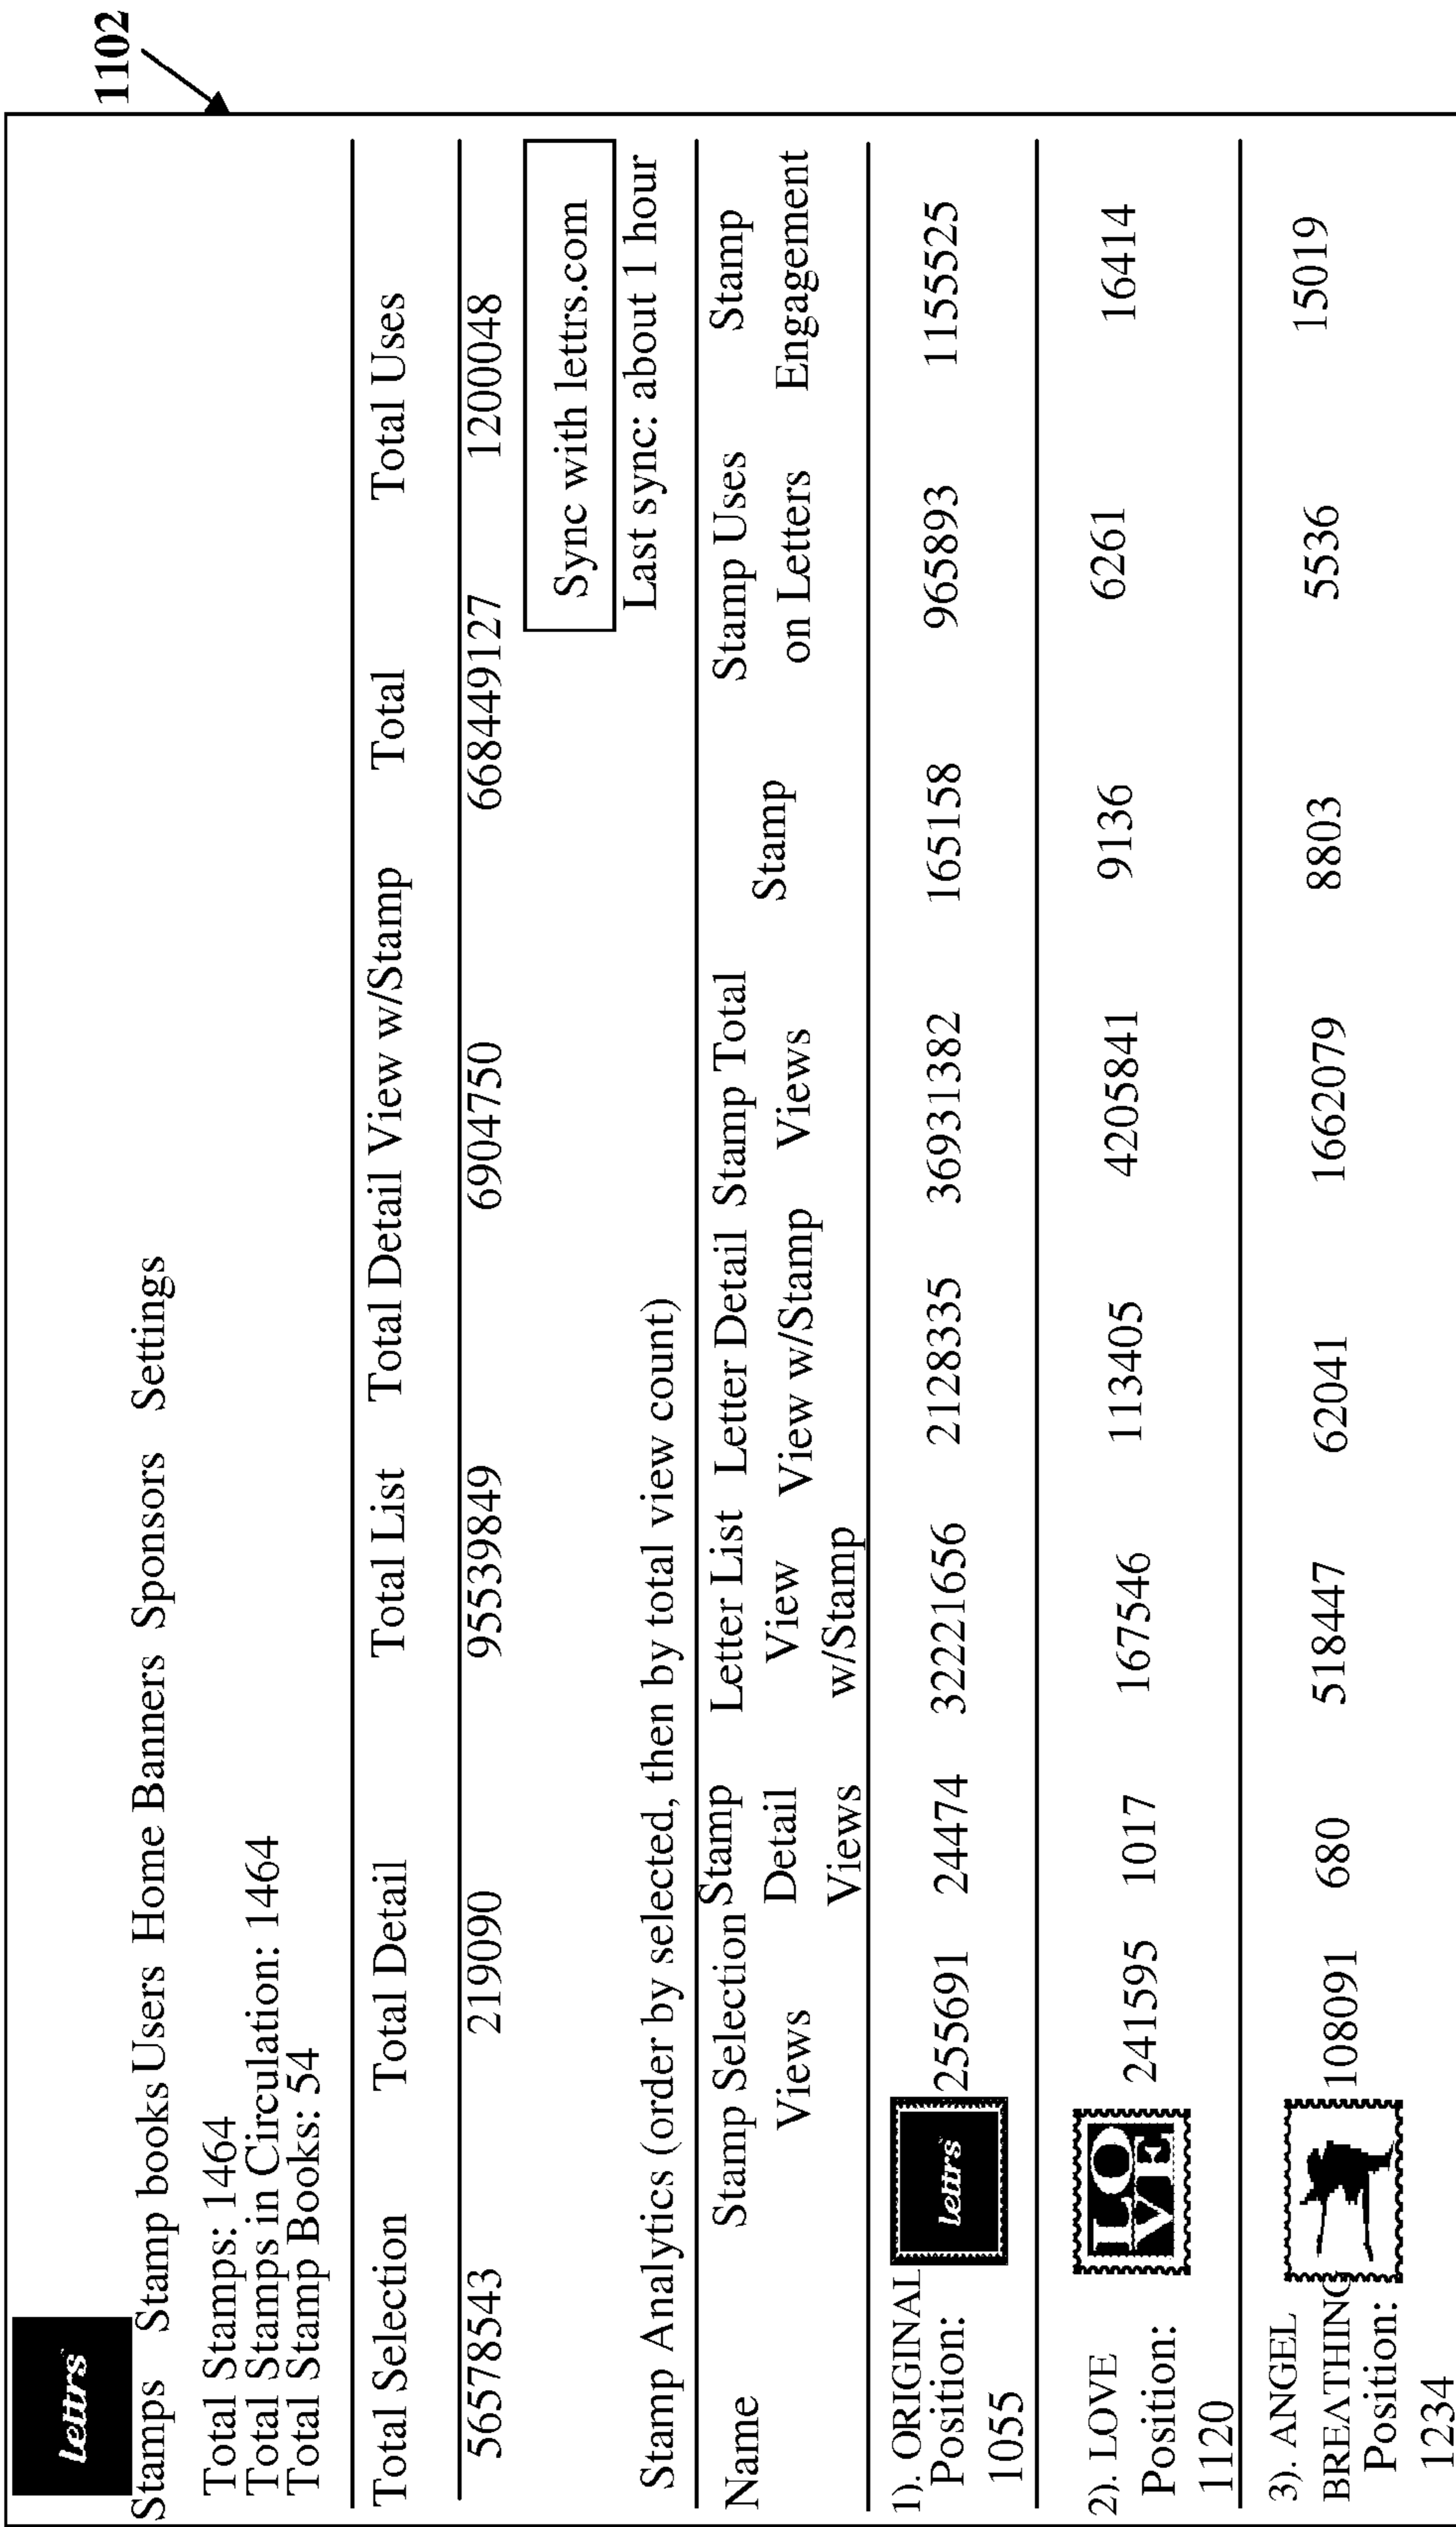 1102
lettrs
Stamps Stamp books Users Home Banners Sponsors Settings
Total Stamps: 1464
Total Stamps in Circulation: 1464
Total Stamp Books: 54
Total Selection Total Detail Total List Total Detail View w/Stamp Total Total Uses
56578543 219090 95539849 6904750 668449127 1200048
Sync with lettrs.com
Last sync: about 1 hour
Stamp Analytics (order by selected, then by total view count)
Name Stamp Selection Stamp Letter List Letter Detail Stamp Total Stamp Stamp Uses Stamp
Views Detail View View w/Stamp Views on Letters Engagement
Views w/Stamp
1). ORIGINAL lettrs 255691 24474 32221656 2128335 36931382 165158 965893 1155525
Position:
1055
2). LOVE LO 241595 1017 167546 113405 4205841 9136 6261 16414
Position: VE
1120
3). ANGEL 108091 680 518447 62041 1662079 8803 5536 15019
BREATHING
Position:
1234